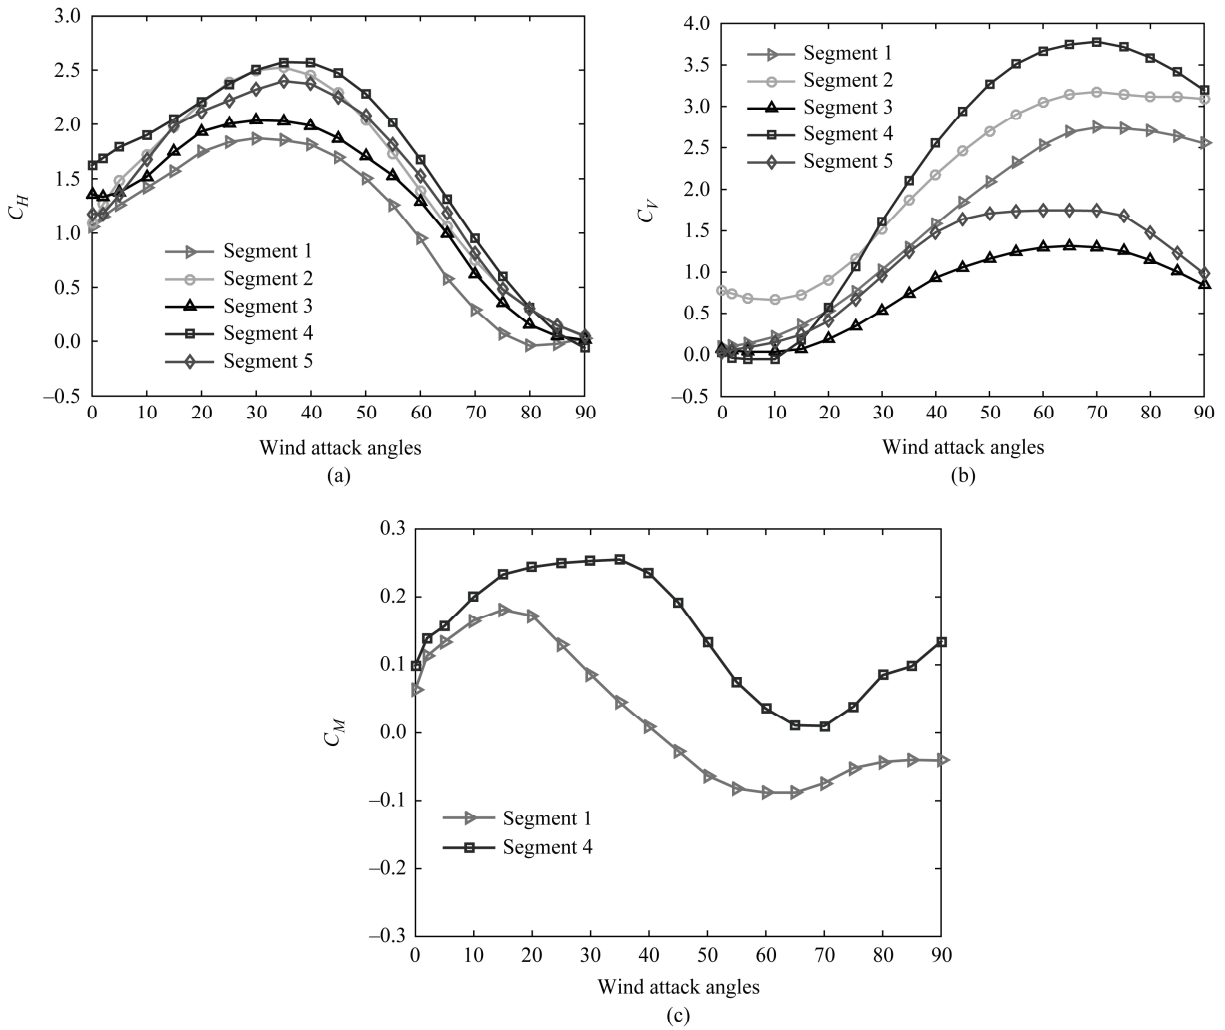 3.0
2.5
2.0
1.5
1.0
0.5
0.0
–0.5
C_H
Segment 1
Segment 2
Segment 3
Segment 4
Segment 5
0 10 20 30 40 50 60 70 80 90
Wind attack angles
(a)
4.0
3.5
3.0
2.5
2.0
1.5
1.0
0.5
0.0
–0.5
C_V
Segment 1
Segment 2
Segment 3
Segment 4
Segment 5
0 10 20 30 40 50 60 70 80 90
Wind attack angles
(b)
0.3
0.2
0.1
0.0
–0.1
–0.2
–0.3
C_M
Segment 1
Segment 4
0 10 20 30 40 50 60 70 80 90
Wind attack angles
(c)